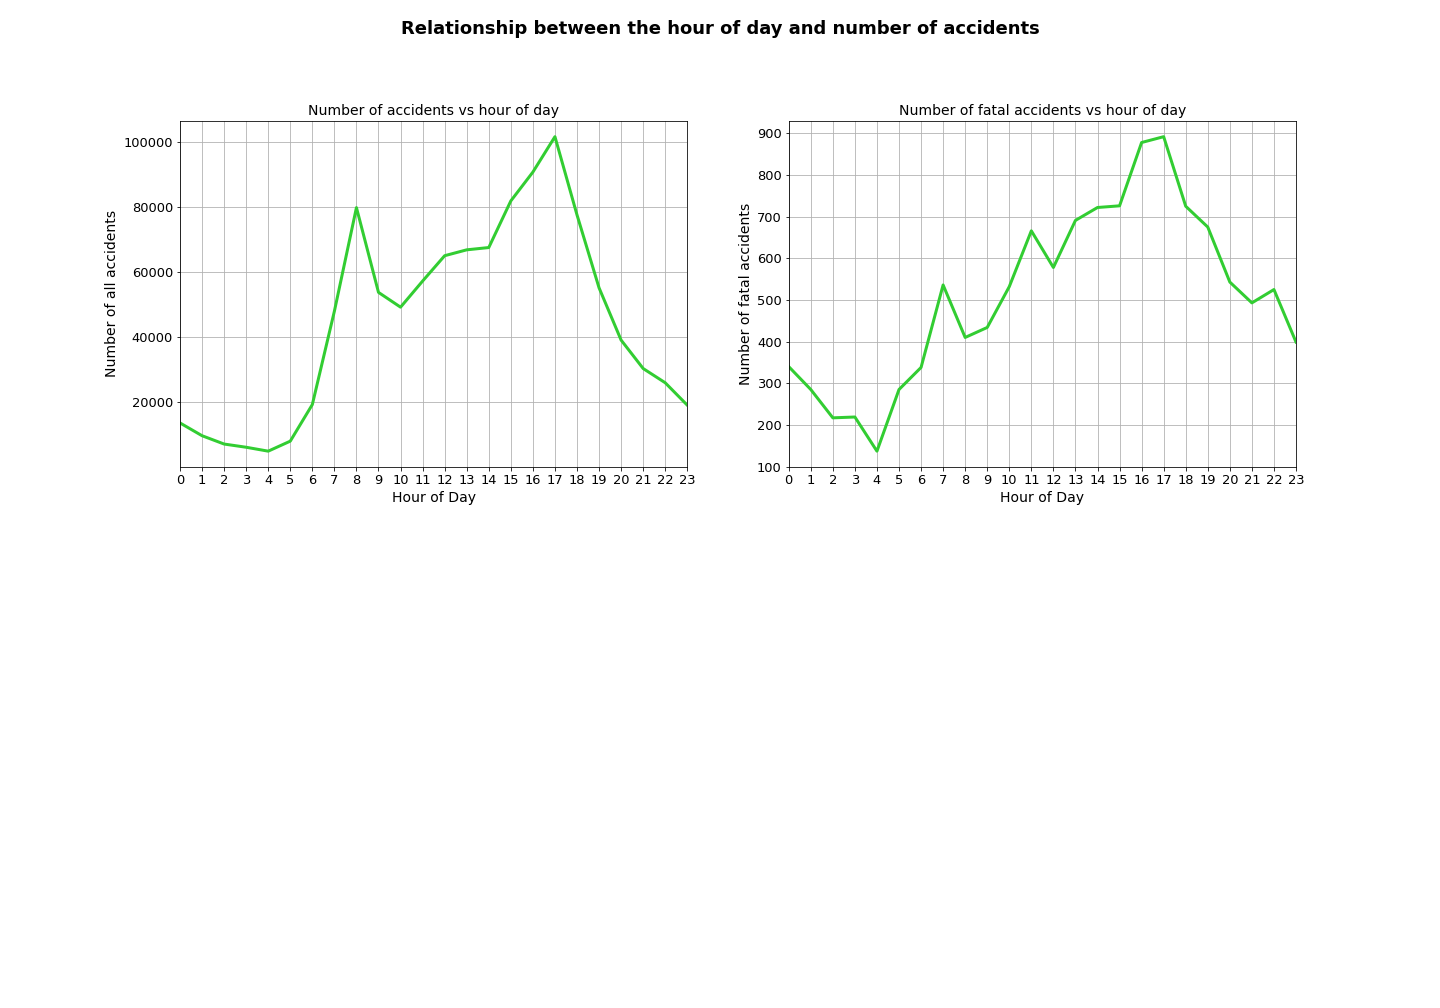 Relationship between the hour of day and number of accidents
Number of accidents vs hour of day
Number of all accidents
100000
80000
60000
40000
20000
0 1 2 3 4 5 6 7 8 9 10 11 12 13 14 15 16 17 18 19 20 21 22 23
Hour of Day
Number of fatal accidents vs hour of day
Number of fatal accidents
900
800
700
600
500
400
300
200
100
0 1 2 3 4 5 6 7 8 9 10 11 12 13 14 15 16 17 18 19 20 21 22 23
Hour of Day